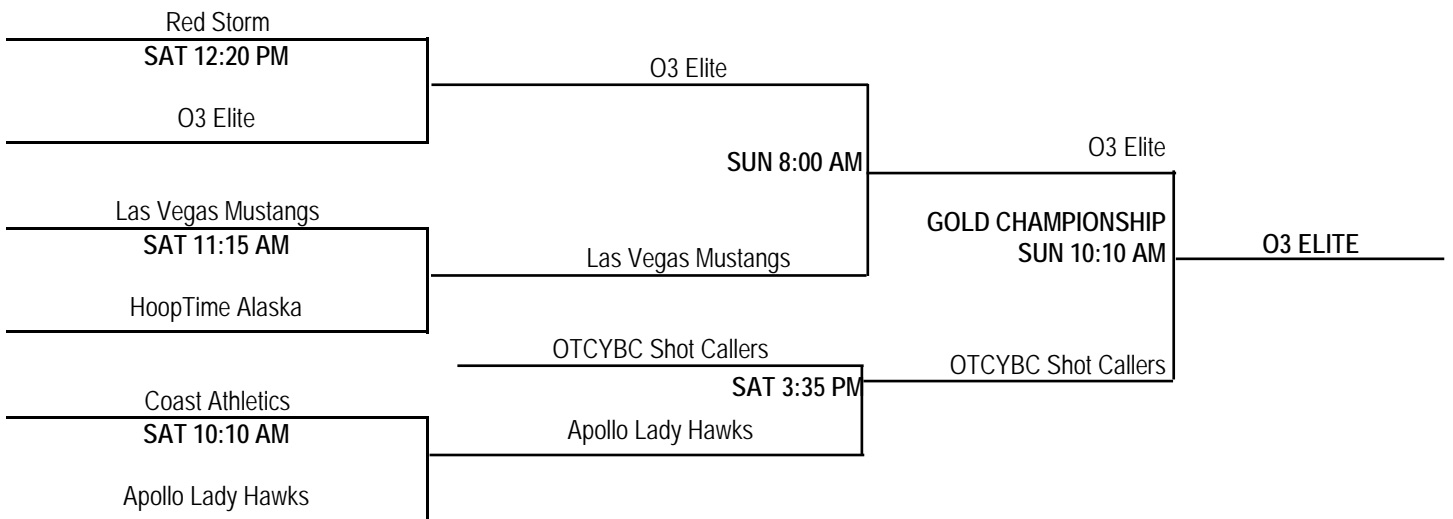 Red Storm
SAT 12:20 PM
O3 Elite
O3 Elite
SUN 8:00 AM
O3 Elite
Las Vegas Mustangs
SAT 11:15 AM
Las Vegas Mustangs
GOLD CHAMPIONSHIP
SUN 10:10 AM
O3 ELITE
HoopTime Alaska
OTCYBC Shot Callers
SAT 3:35 PM
OTCYBC Shot Callers
Coast Athletics
SAT 10:10 AM
Apollo Lady Hawks
Apollo Lady Hawks